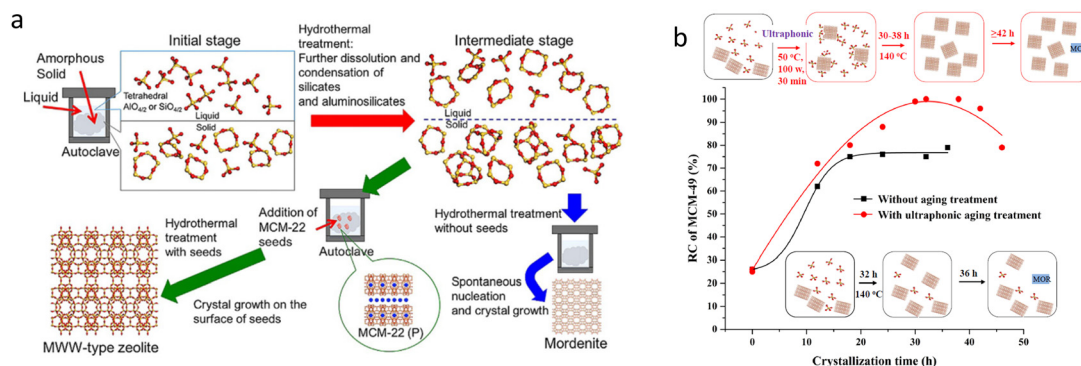 a
Initial stage
Amorphous
Solid
Liquid
Tetrahedral
AlO4/2 or SiO4/2
Liquid
Solid
Autoclave
Hydrothermal
treatment:
Further dissolution and
condensation of
silicates
and aluminosilicates
Intermediate stage
Liquid
Solid
Addition of
MCM-22
seeds
Autoclave
Hydrothermal
treatment
with seeds
Crystal growth on the
surface of seeds
MWW-type zeolite
MCM-22 (P)
Hydrothermal treatment
without seeds
Spontaneous
nucleation
and crystal growth
Mordenite
b
Ultraphonic
50 °C,
100 w,
30 min
30-38 h
140 °C
≥42 h
MO
RC of MCM-49 (%)
100
90
80
70
60
50
40
30
20
10
0
Without aging treatment
With ultraphonic aging treatment
32 h
140 °C
36 h
MOR
0 10 20 30 40 50
Crystallization time (h)